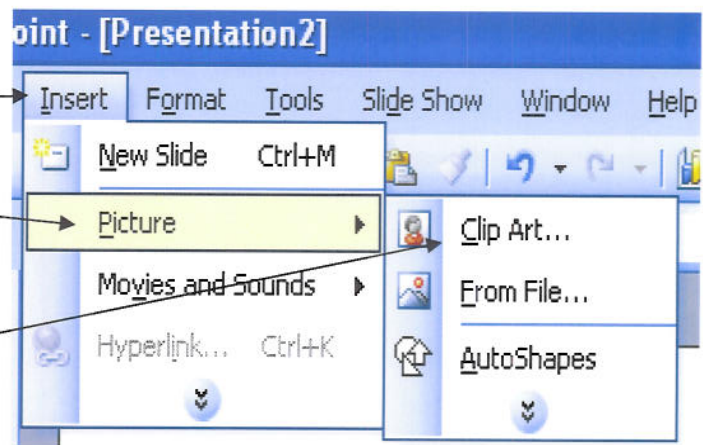 oint - [Presentation2]
Insert Format Tools Slide Show Window Help
New Slide Ctrl+M
Picture
Clip Art...
Movies and Sounds
From File...
Hyperlink... Ctrl+K
AutoShapes